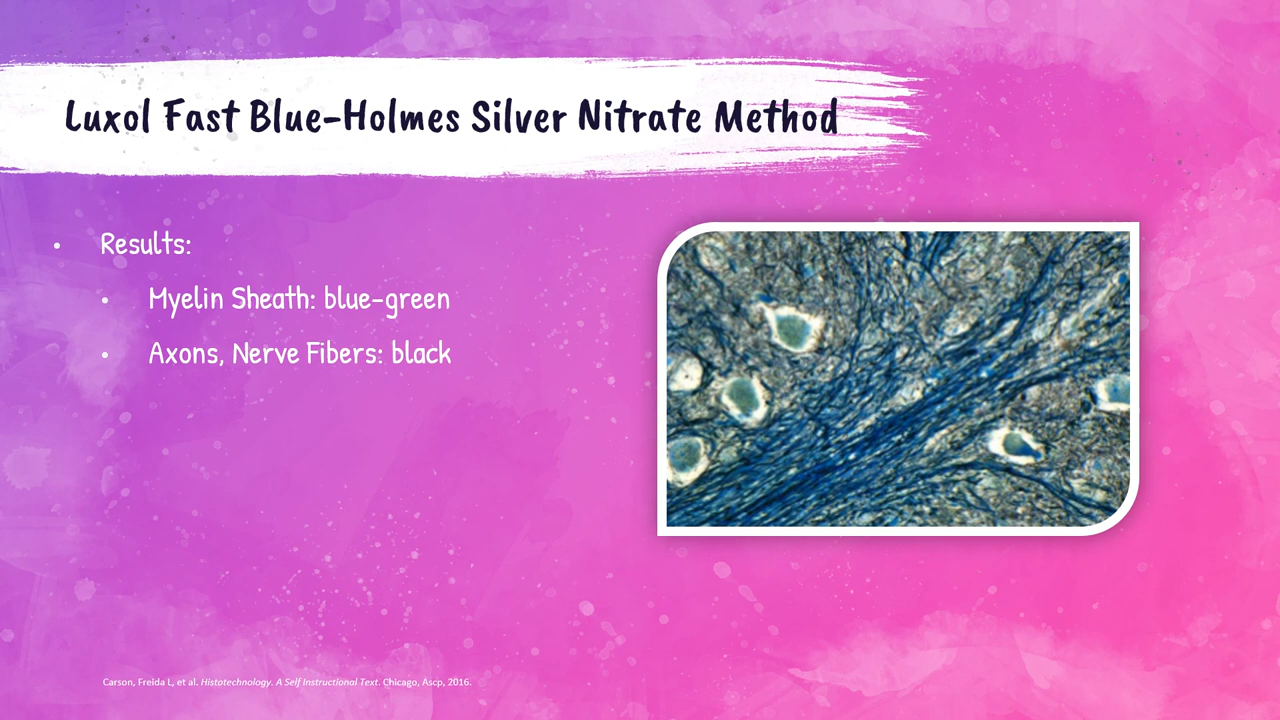 Luxol Fast Blue-Holmes Silver Nitrate Method
• Results:
• Myelin Sheath: blue-green
• Axons, Nerve Fibers: black
Carson, Freida L, et al. Histotechnology. A Self Instructional Text. Chicago, Ascp, 2016.